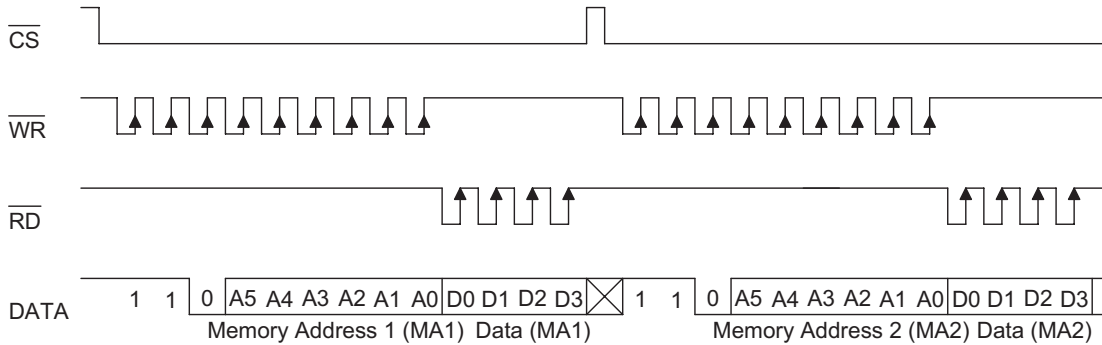 CS
WR
RD
DATA 1 1 0 A5 A4 A3 A2 A1 A0 D0 D1 D2 D3 1 1 0 A5 A4 A3 A2 A1 A0 D0 D1 D2 D3
Memory Address 1 (MA1) Data (MA1) Memory Address 2 (MA2) Data (MA2)